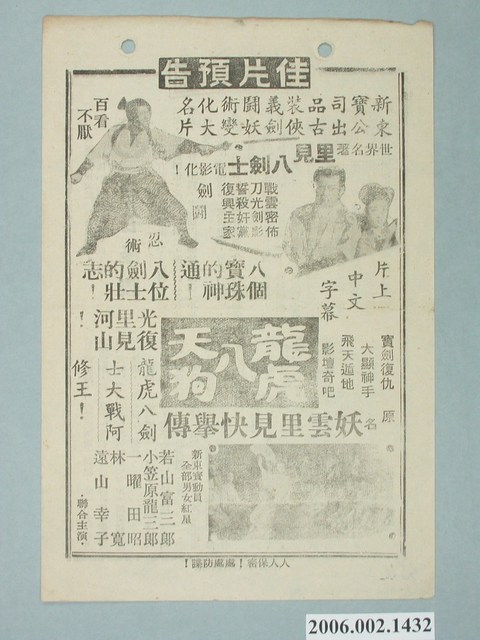 佳片預告
新東寶公司出品古裝俠義劍鬪妖術變化大名片
世界名著里見八劍士電影化！
百看不厭
忍術
劍鬪
戰雲密佈
刀光劍影
誓殺奸黨
復興主家
片上中文字幕
八個寶珠的神通！
八位劍士的壯志！
龍虎八天狗
光復里見河山！
龍虎八劍士大戰阿修王！
寶劍復仇
大顯神手
飛天遁地
影壇奇吧
原名
妖雲里見快擧傳
新東寶動員
全部男女紅星
若山富三郎
小笠原龍三郎
一曜田昭
林寬
遠山幸子
·聯合主演·
人人保密！處處防諜！
2006.002.1432